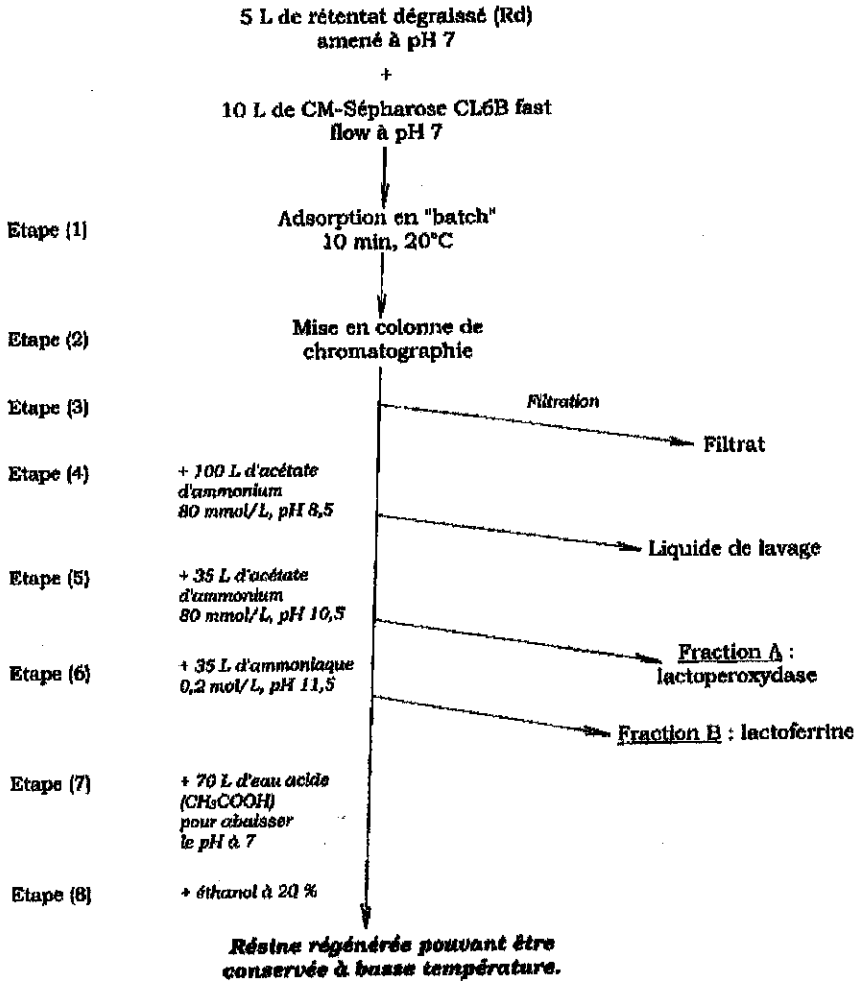 5 L de rétentat dégraissé (Rd)
amené à pH 7
+
10 L de CM-Sépharose CL6B fast
flow à pH 7
Etape (1)
Adsorption en "batch"
10 min, 20°C
Etape (2)
Mise en colonne de
chromatographie
Etape (3)
Filtration
Filtrat
Etape (4)
+ 100 L d'acétate
d'ammonium
80 mmol/L, pH 8,5
Liquide de lavage
Etape (5)
+ 35 L d'acétate
d'ammonium
80 mmol/L, pH 10,5
Fraction A :
lactoperoxydase
Etape (6)
+ 35 L d'ammoniaque
0,2 mol/L, pH 11,5
Fraction B : lactoferrine
Etape (7)
+ 70 L d'eau acide
(CH3COOH)
pour abaisser
le pH à 7
Etape (8)
+ éthanol à 20 %
Résine régénérée pouvant être
conservée à basse température.